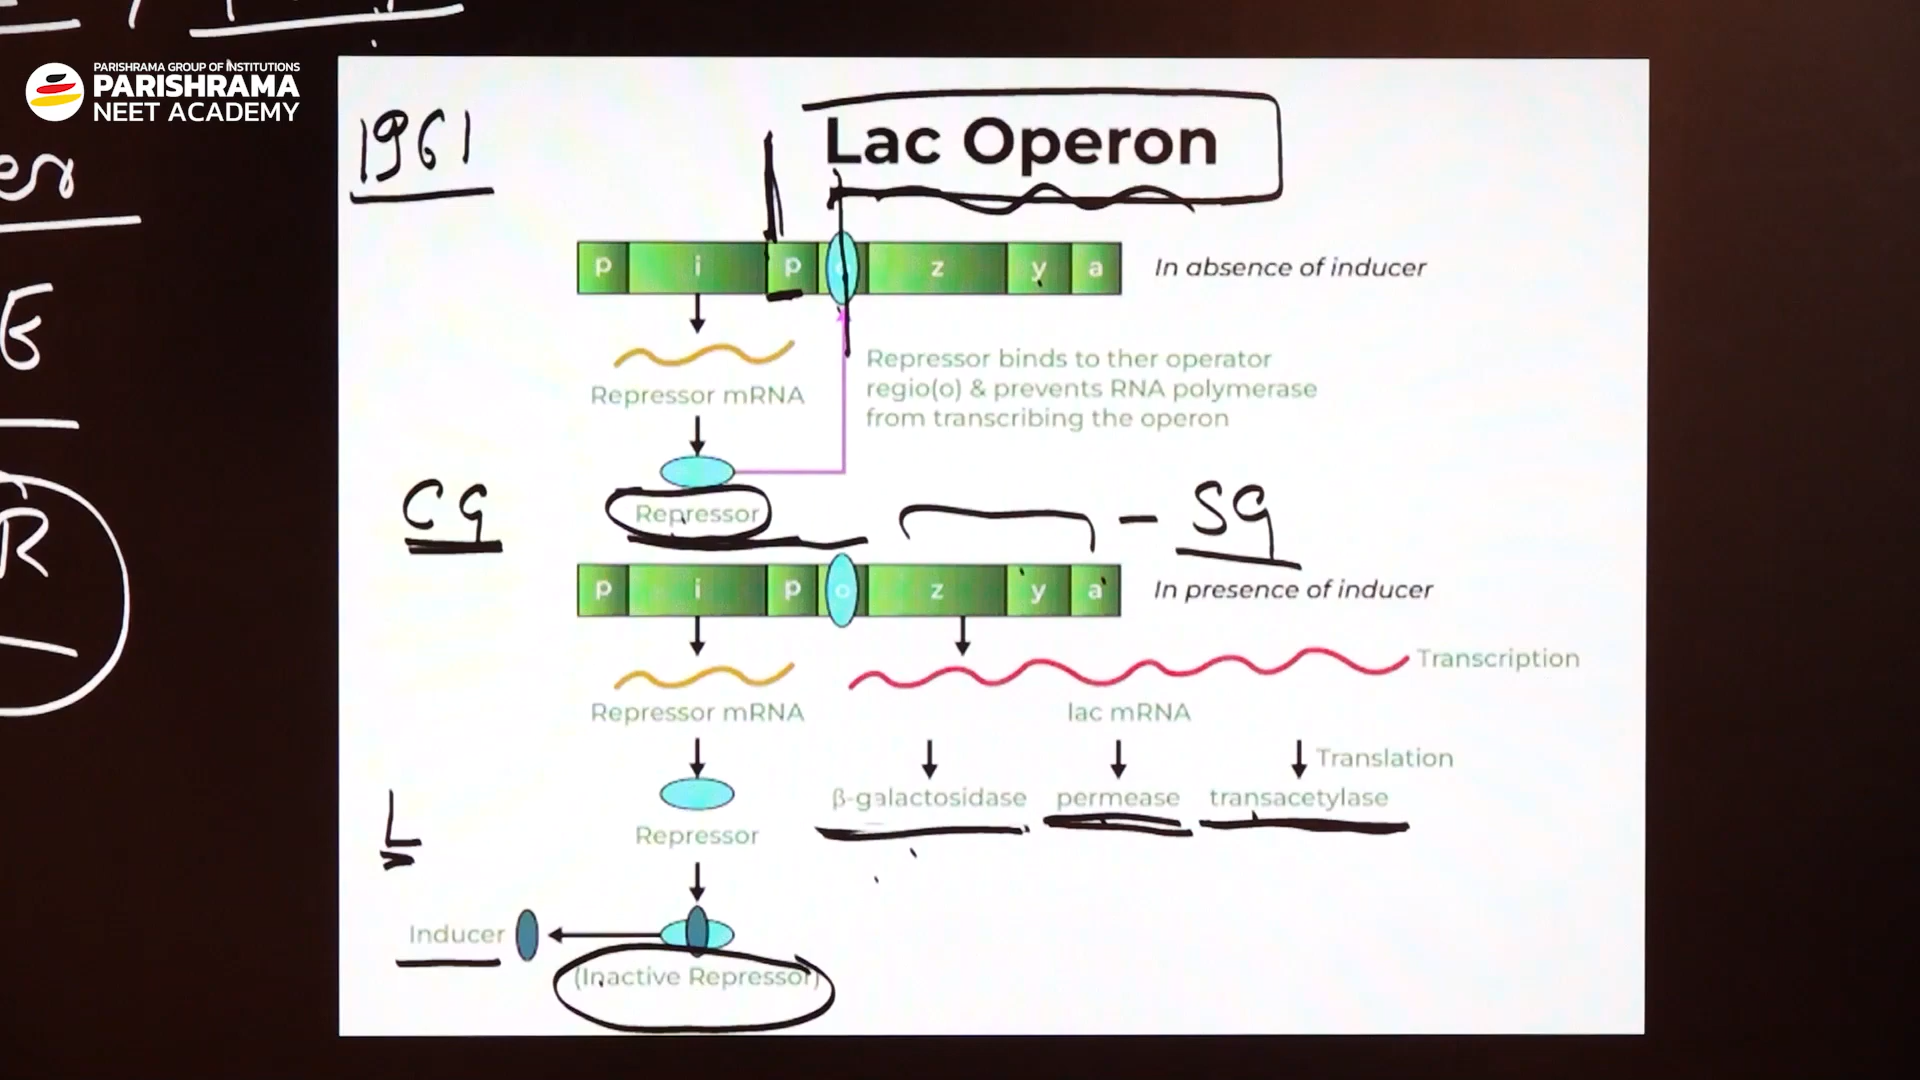 PARISHRAMA GROUP OF INSTITUTIONS
PARISHRAMA
NEET ACADEMY
1961
Lac Operon
er
p i p o z y a In absence of inducer
Repressor binds to ther operator
regio(o) & prevents RNA polymerase
from transcribing the operon
Repressor mRNA
Repressor
CG
SG
R
p i p o z y a In presence of inducer
Transcription
Repressor mRNA
lac mRNA
Translation
β-galactosidase permease transacetylase
Repressor
L
Inducer
(Inactive Repressor)